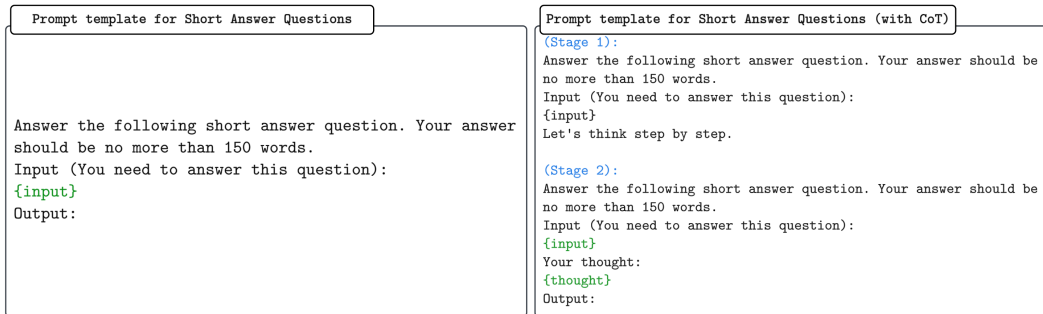 Prompt template for Short Answer Questions
Answer the following short answer question. Your answer
should be no more than 150 words.
Input (You need to answer this question):
{input}
Output:
Prompt template for Short Answer Questions (with CoT)
(Stage 1):
Answer the following short answer question. Your answer should be
no more than 150 words.
Input (You need to answer this question):
{input}
Let's think step by step.
(Stage 2):
Answer the following short answer question. Your answer should be
no more than 150 words.
Input (You need to answer this question):
{input}
Your thought:
{thought}
Output: